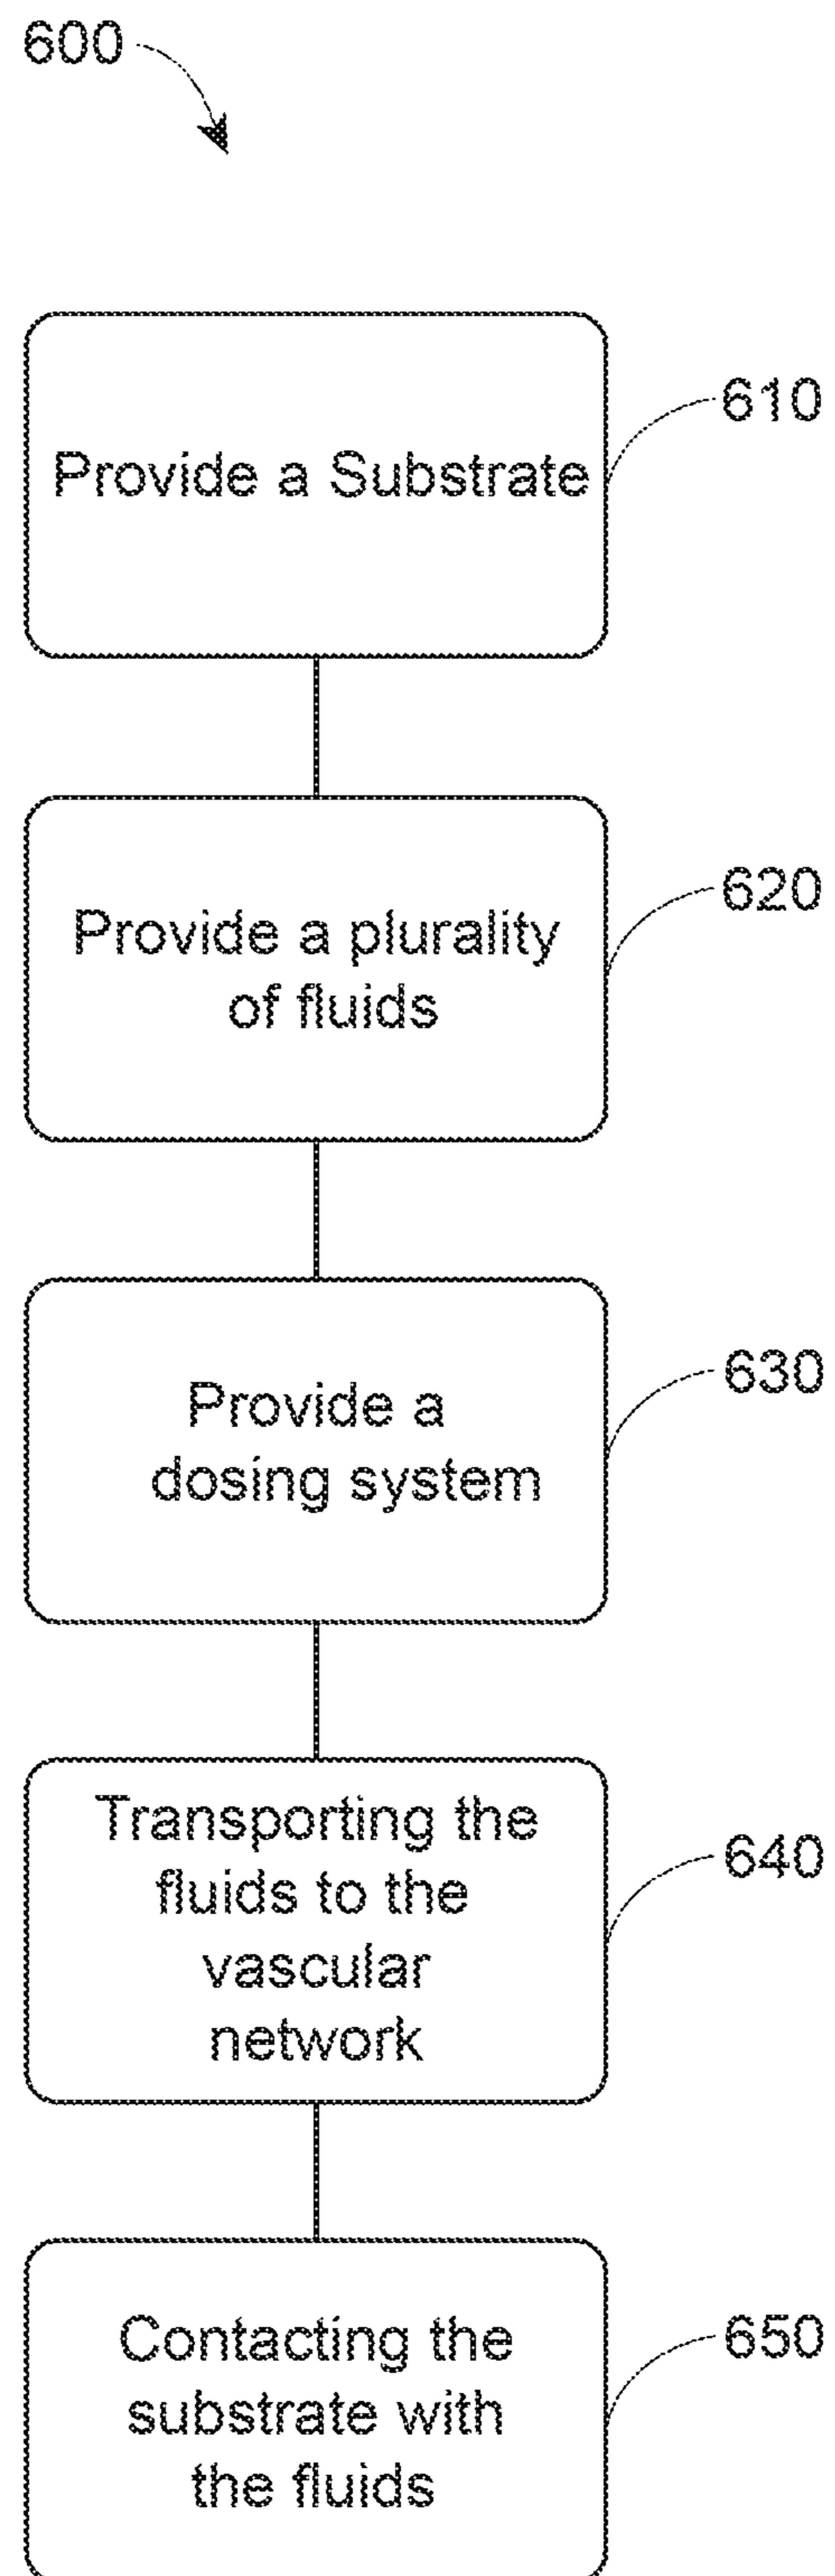 600
Provide a Substrate
610
Provide a plurality
of fluids
620
Provide a
dosing system
630
Transporting the
fluids to the
vascular
network
640
Contacting the
substrate with
the fluids
650